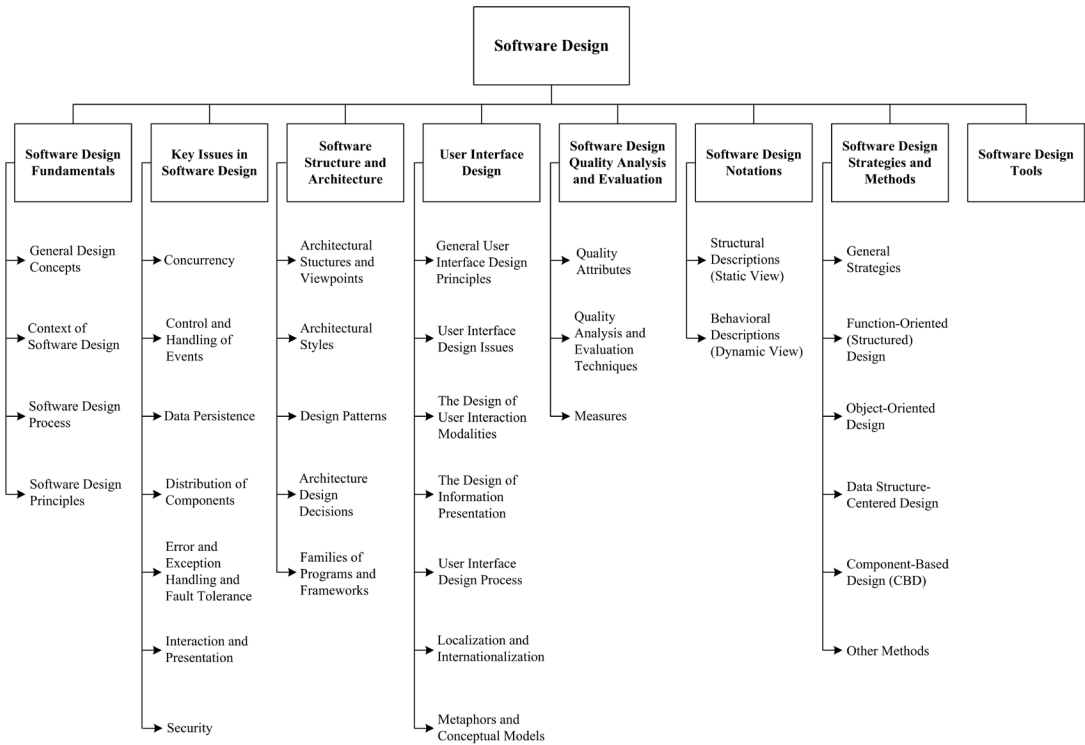 Software Design
Software Design
Fundamentals
General Design
Concepts
Context of
Software Design
Software Design
Process
Software Design
Principles
Key Issues in
Software Design
Concurrency
Control and
Handling of
Events
Data Persistence
Distribution of
Components
Error and
Exception
Handling and
Fault Tolerance
Interaction and
Presentation
Security
Software
Structure and
Architecture
Architectural
Stuctures and
Viewpoints
Architectural
Styles
Design Patterns
Architecture
Design
Decisions
Families of
Programs and
Frameworks
User Interface
Design
General User
Interface Design
Principles
User Interface
Design Issues
The Design of
User Interaction
Modalities
The Design of
Information
Presentation
User Interface
Design Process
Localization and
Internationalization
Metaphors and
Conceptual Models
Software Design
Quality Analysis
and Evaluation
Quality
Attributes
Quality
Analysis and
Evaluation
Techniques
Measures
Software Design
Notations
Structural
Descriptions
(Static View)
Behavioral
Descriptions
(Dynamic View)
Software Design
Strategies and
Methods
General
Strategies
Function-Oriented
(Structured)
Design
Object-Oriented
Design
Data Structure-
Centered Design
Component-Based
Design (CBD)
Other Methods
Software Design
Tools